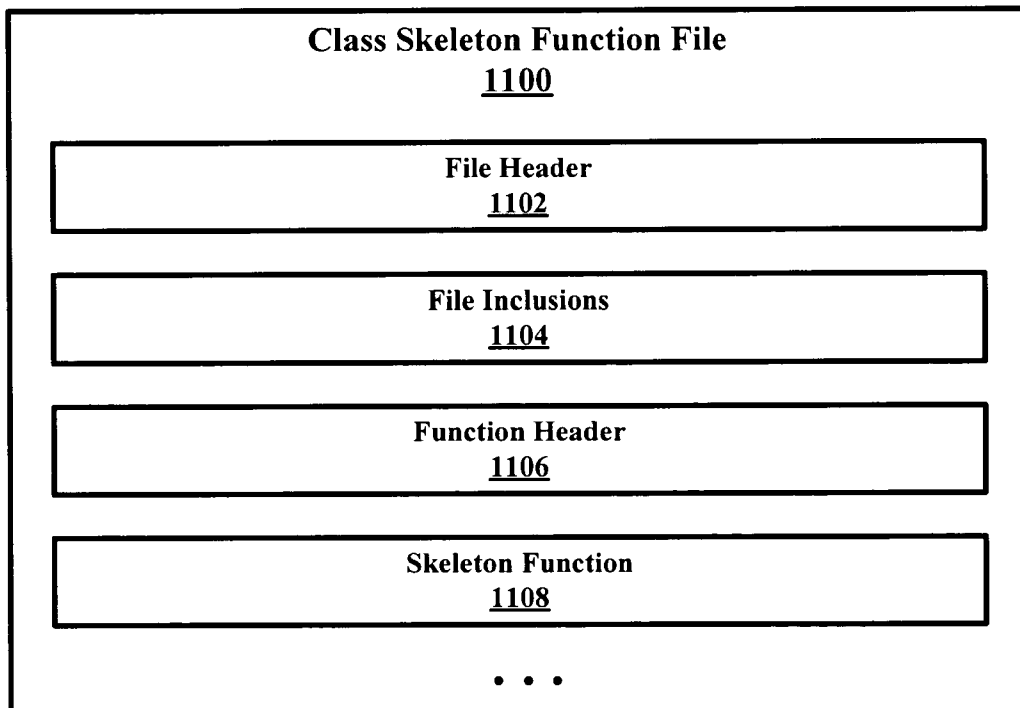 Class Skeleton Function File
1100
File Header
1102
File Inclusions
1104
Function Header
1106
Skeleton Function
1108
• • •